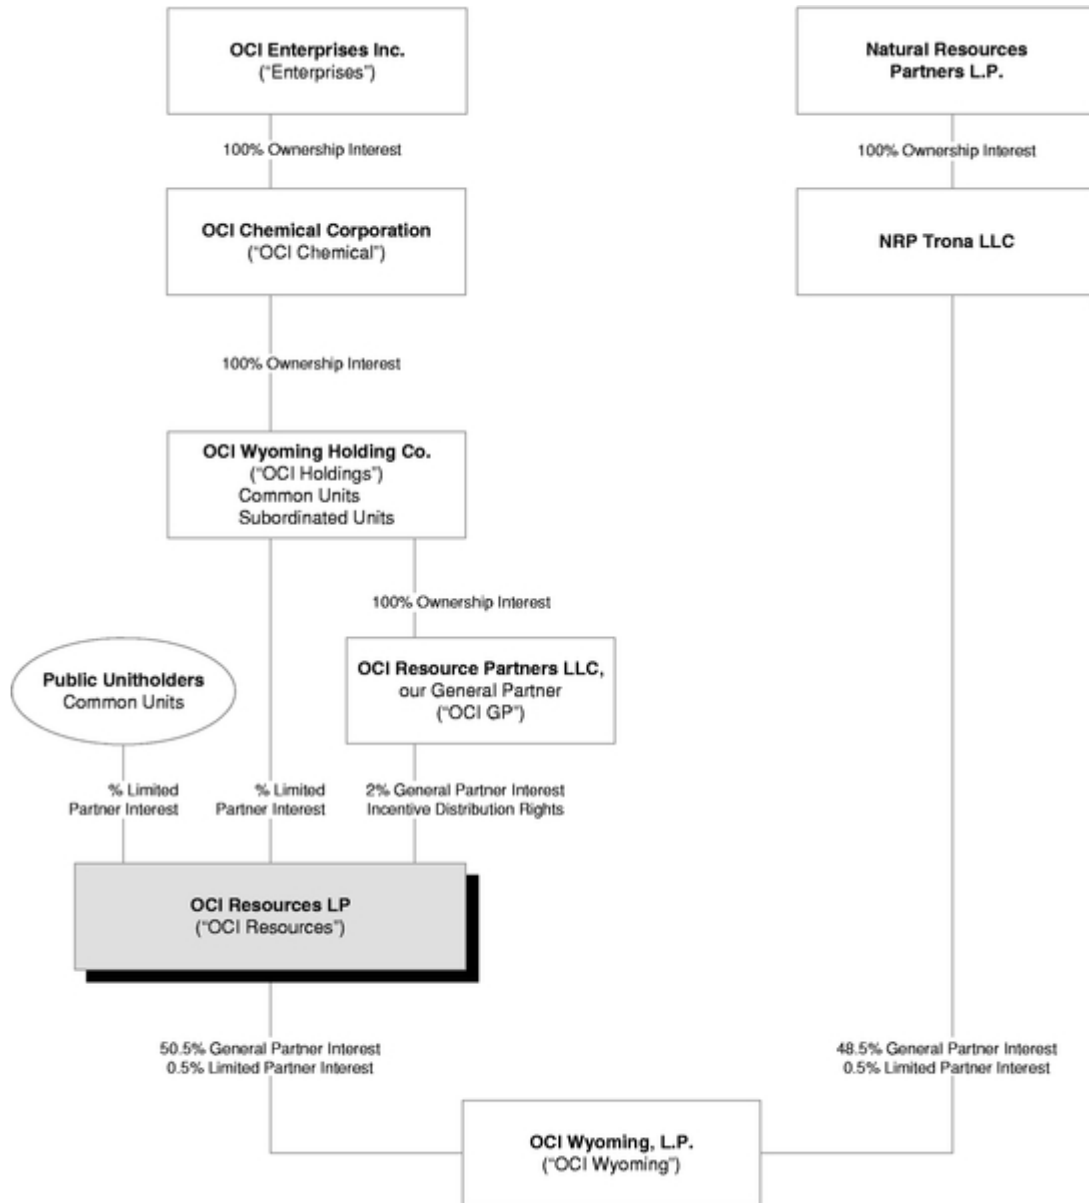 OCI Enterprises Inc.
(“Enterprises”)
Natural Resources
Partners L.P.
100% Ownership Interest
100% Ownership Interest
OCI Chemical Corporation
(“OCI Chemical”)
NRP Trona LLC
100% Ownership Interest
OCI Wyoming Holding Co.
(“OCI Holdings”)
Common Units
Subordinated Units
100% Ownership Interest
Public Unitholders
Common Units
OCI Resource Partners LLC,
our General Partner
(“OCI GP”)
% Limited
Partner Interest
% Limited
Partner Interest
2% General Partner Interest
Incentive Distribution Rights
OCI Resources LP
(“OCI Resources”)
50.5% General Partner Interest
0.5% Limited Partner Interest
48.5% General Partner Interest
0.5% Limited Partner Interest
OCI Wyoming, L.P.
(“OCI Wyoming”)